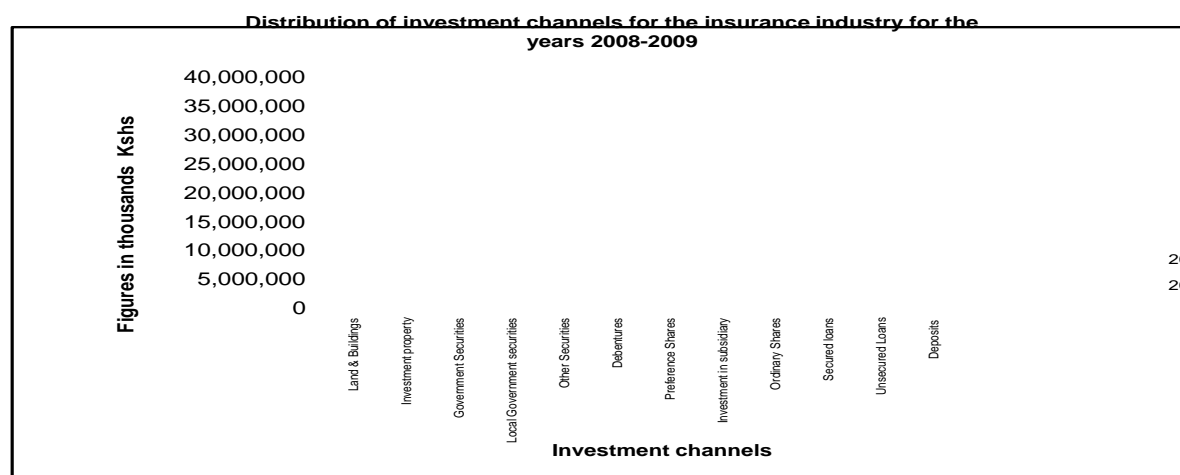 Distribution of investment channels for the insurance industry for the
years 2008-2009
Figures in thousands Kshs
40,000,000
35,000,000
30,000,000
25,000,000
20,000,000
15,000,000
10,000,000
5,000,000
0
Land & Buildings
Investment property
Government Securities
Local Government securities
Other Securities
Debentures
Preference Shares
Investment in subsidiary
Ordinary Shares
Secured loans
Unsecured Loans
Deposits
Investment channels